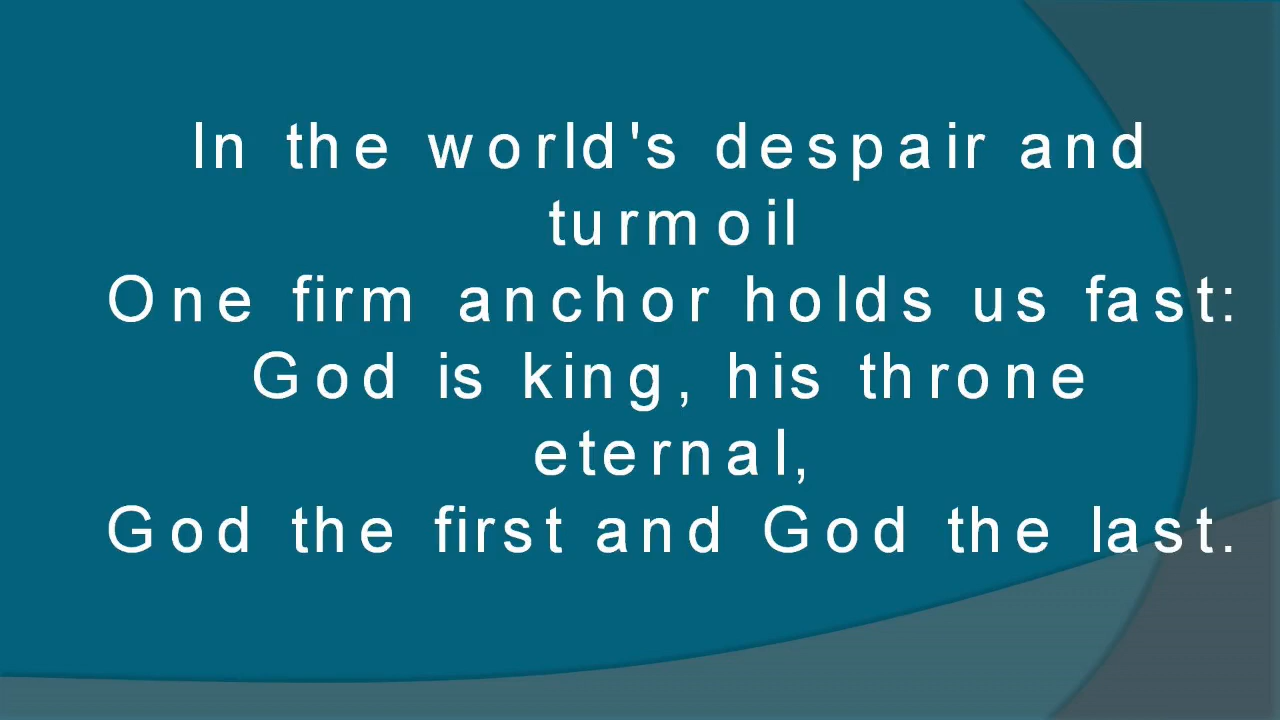 In the world's despair and
turmoil
One firm anchor holds us fast:
God is king, his throne
eternal,
God the first and God the last.